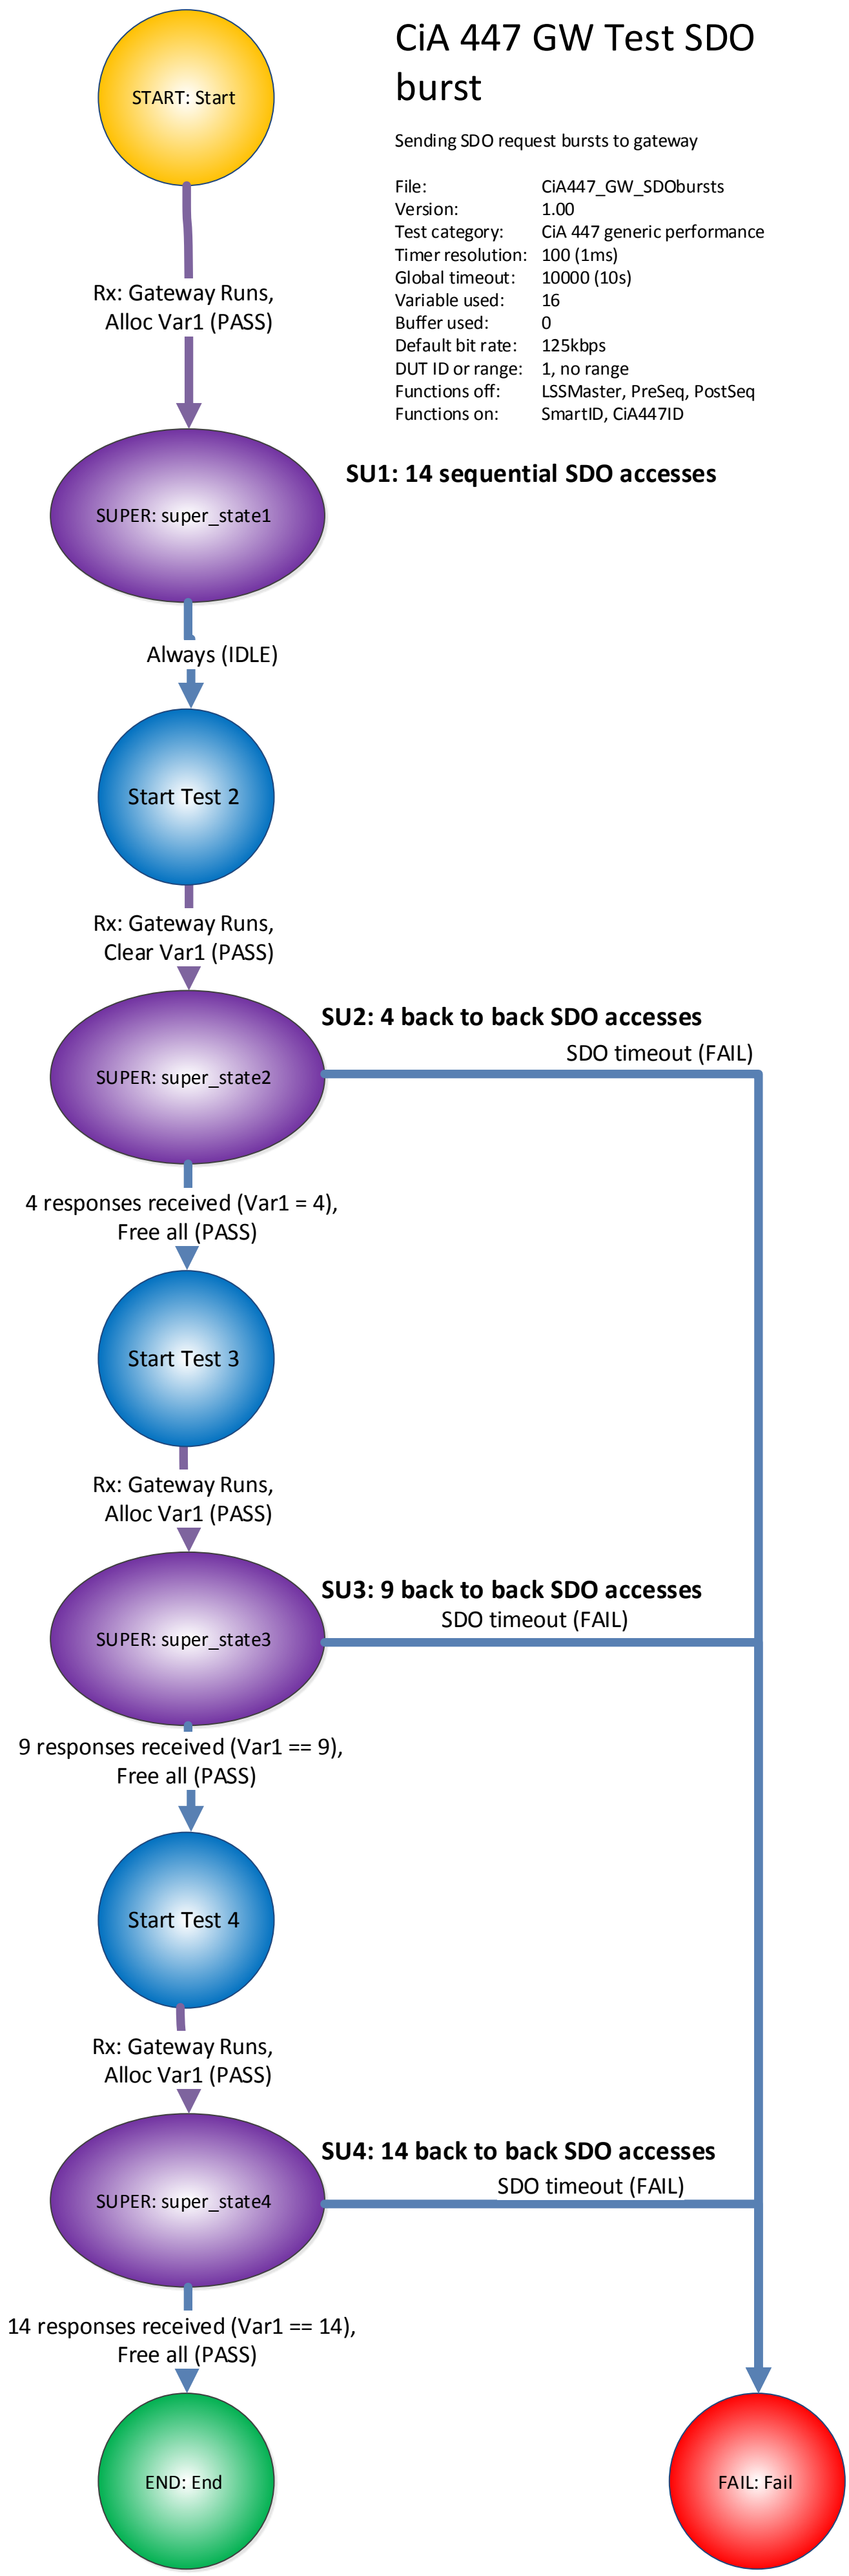 CiA 447 GW Test SDO
burst
Sending SDO request bursts to gateway
File: CiA447_GW_SDObursts
Version: 1.00
Test category: CiA 447 generic performance
Timer resolution: 100 (1ms)
Global timeout: 10000 (10s)
Variable used: 16
Buffer used: 0
Default bit rate: 125kbps
DUT ID or range: 1, no range
Functions off: LSSMaster, PreSeq, PostSeq
Functions on: SmartID, CiA447ID
START: Start
Rx: Gateway Runs,
Alloc Var1 (PASS)
SU1: 14 sequential SDO accesses
SUPER: super_state1
Always (IDLE)
Start Test 2
Rx: Gateway Runs,
Clear Var1 (PASS)
SU2: 4 back to back SDO accesses
SDO timeout (FAIL)
SUPER: super_state2
4 responses received (Var1 = 4),
Free all (PASS)
Start Test 3
Rx: Gateway Runs,
Alloc Var1 (PASS)
SU3: 9 back to back SDO accesses
SDO timeout (FAIL)
SUPER: super_state3
9 responses received (Var1 == 9),
Free all (PASS)
Start Test 4
Rx: Gateway Runs,
Alloc Var1 (PASS)
SU4: 14 back to back SDO accesses
SDO timeout (FAIL)
SUPER: super_state4
14 responses received (Var1 == 14),
Free all (PASS)
END: End
FAIL: Fail